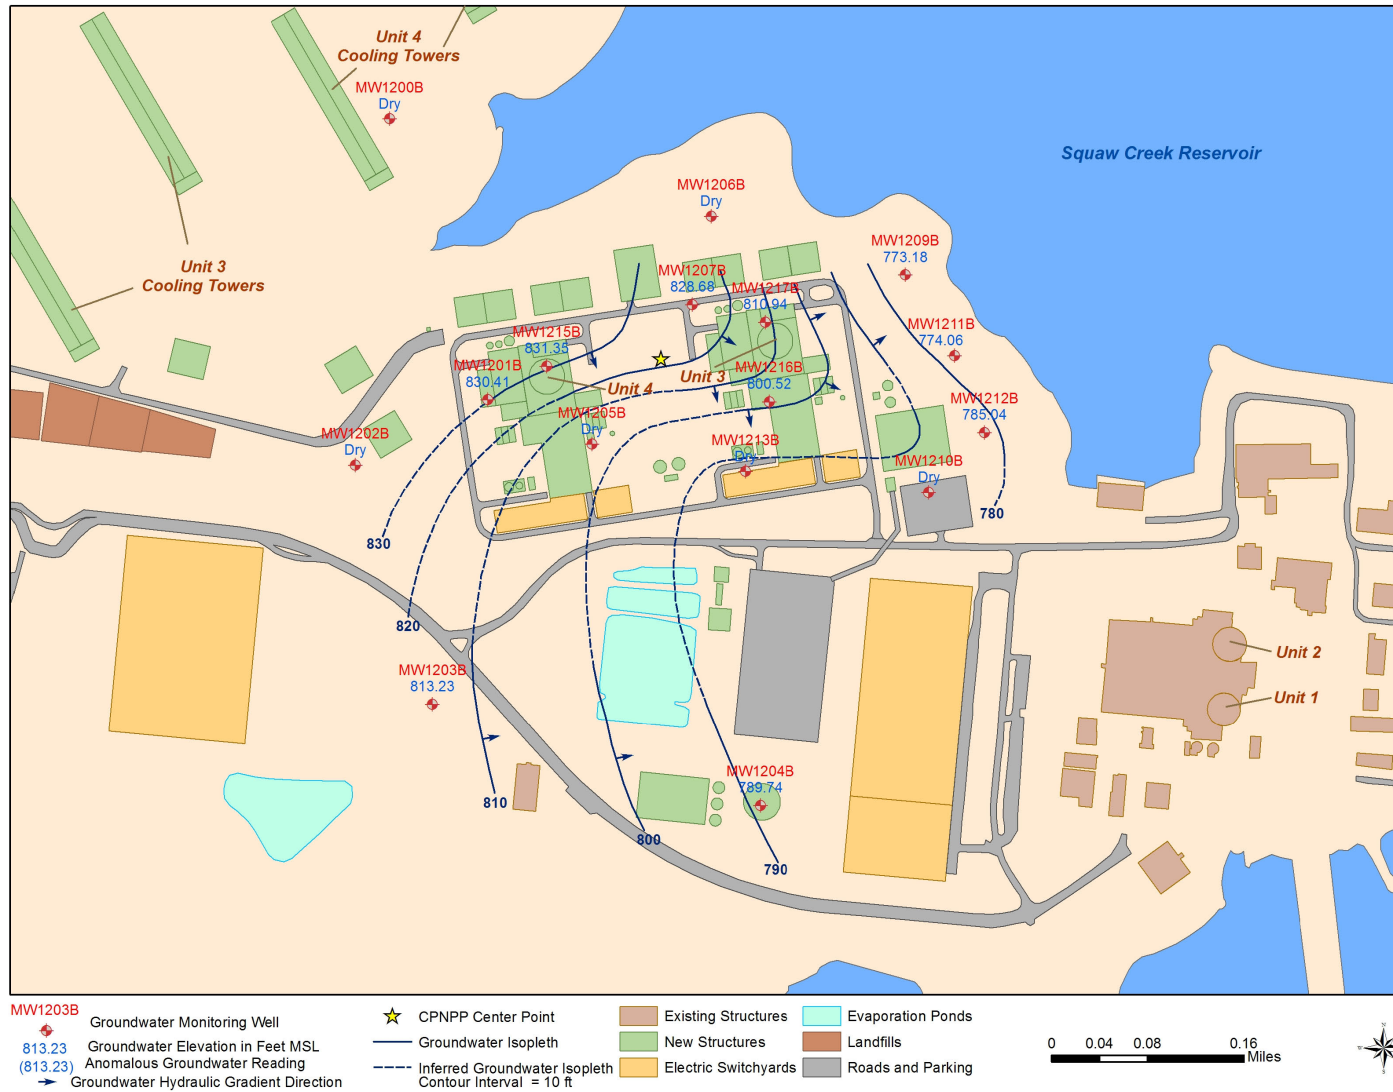 Unit 4
Cooling Towers
MW1200B
Dry
Squaw Creek Reservoir
MW1206B
Dry
Unit 3
Cooling Towers
MW1209B
773.18
MW1207B
828.68
MW1217B
810.94
MW1211B
774.06
MW1215B
831.35
MW1201B
830.41
Unit 4
Unit 3
MW1216B
800.52
MW1212B
785.04
MW1205B
Dry
MW1202B
Dry
MW1213B
Dry
MW1210B
Dry
780
830
820
MW1203B
813.23
Unit 2
Unit 1
MW1204B
789.74
810
800
790
MW1203B
Groundwater Monitoring Well
813.23
Groundwater Elevation in Feet MSL
(813.23)
Anomalous Groundwater Reading
Groundwater Hydraulic Gradient Direction
CPNPP Center Point
Groundwater Isopleth
Inferred Groundwater Isopleth
Contour Interval = 10 ft
Existing Structures
New Structures
Electric Switchyards
Evaporation Ponds
Landfills
Roads and Parking
0 0.04 0.08 0.16
Miles